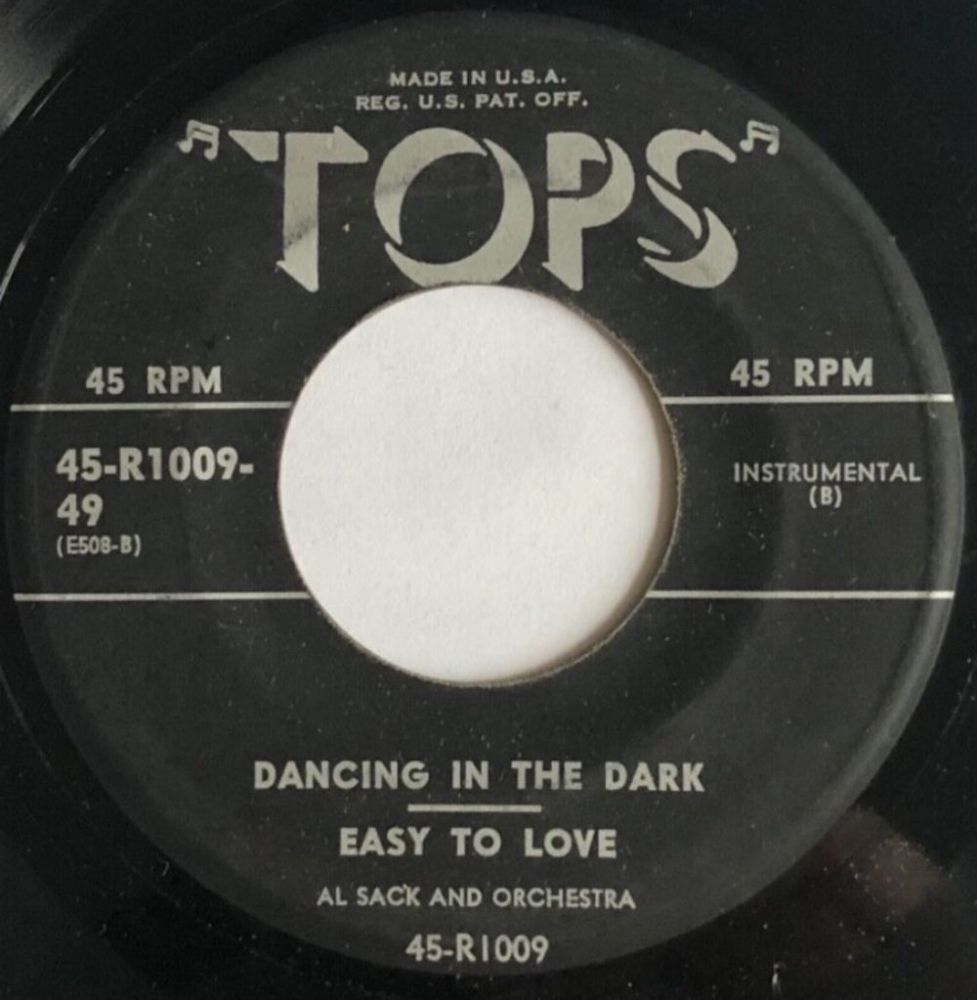 MADE IN U.S.A.
REG. U.S. PAT. OFF.
"TOPS"
45 RPM
45 RPM
45-R1009-
49
(E508-B)
INSTRUMENTAL
(B)
DANCING IN THE DARK
EASY TO LOVE
AL SACK AND ORCHESTRA
45-R1009